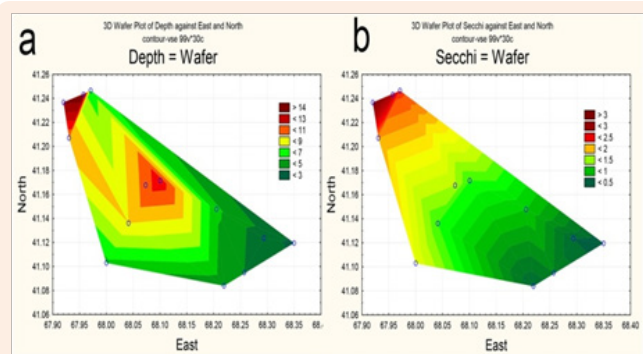 a
3D Wafer Plot of Depth against East and North
contour-vse 99v*30c
Depth = Wafer
North
41.26
41.24
41.22
41.20
41.18
41.16
41.14
41.12
41.10
41.08
41.06
> 14
< 13
< 11
< 9
< 7
< 5
< 3
67.90 67.95 68.00 68.05 68.10 68.15 68.20 68.25 68.30 68.35 68.4
East
b
3D Wafer Plot of Secchi against East and North
contour-vse 99v*30c
Secchi = Wafer
North
41.26
41.24
41.22
41.20
41.18
41.16
41.14
41.12
41.10
41.08
41.06
> 3
< 3
< 2.5
< 2
< 1.5
< 1
< 0.5
67.90 67.95 68.00 68.05 68.10 68.15 68.20 68.25 68.30 68.35 68.40
East